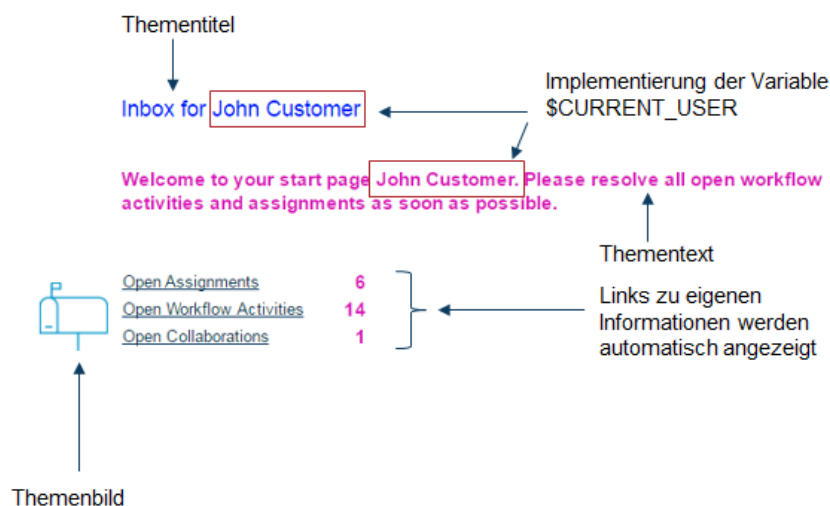 Thementitel
Implementierung der Variable
$CURRENT_USER
Inbox for John Customer
Welcome to your start page John Customer. Please resolve all open workflow
activities and assignments as soon as possible.
Thementext
Open Assignments 6
Open Workflow Activities 14
Open Collaborations 1
Links zu eigenen
Informationen werden
automatisch angezeigt
Themenbild